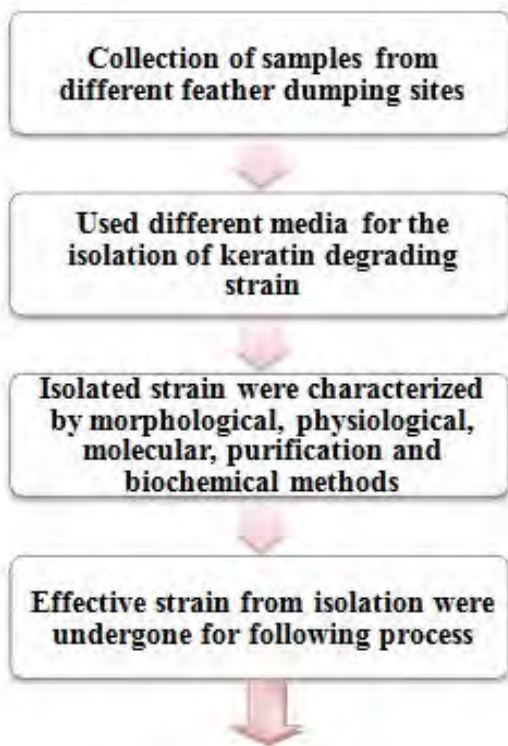 Collection of samples from
different feather dumping sites
Used different media for the
isolation of keratin degrading
strain
Isolated strain were characterized
by morphological, physiological,
molecular, purification and
biochemical methods
Effective strain from isolation were
undergone for following process